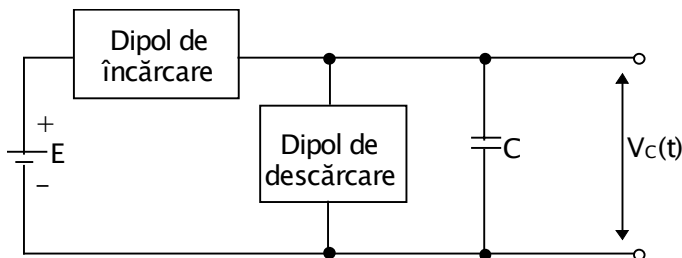 Dipol de
încărcare
+
E
−
Dipol de
descărcare
C
VC(t)